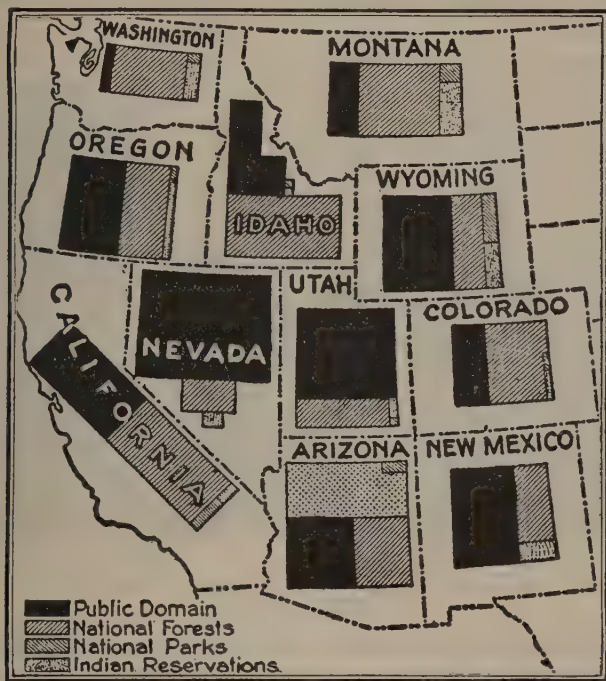 WASHINGTON
MONTANA
OREGON
IDAHO
WYOMING
CALIFORNIA
NEVADA
UTAH
COLORADO
ARIZONA
NEW MEXICO
Public Domain
National Forests
National Parks
Indian Reservations